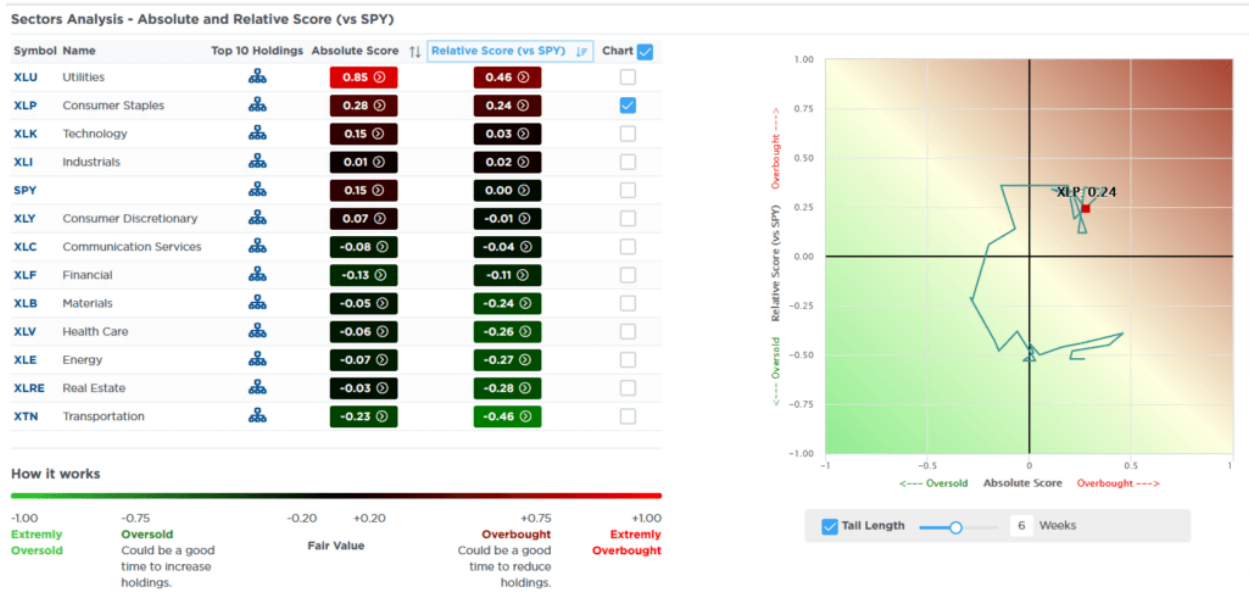 Sectors Analysis - Absolute and Relative Score (vs SPY)
Symbol Name Top 10 Holdings Absolute Score Relative Score (vs SPY) Chart
XLU Utilities 0.85 0.46
XLP Consumer Staples 0.28 0.24
XLK Technology 0.15 0.03
XLI Industrials 0.01 0.02
SPY 0.15 0.00
XLY Consumer Discretionary 0.07 -0.01
XLC Communication Services -0.08 -0.04
XLF Financial -0.13 -0.11
XLB Materials -0.05 -0.24
XLV Health Care -0.06 -0.26
XLE Energy -0.07 -0.27
XLRE Real Estate -0.03 -0.28
XTN Transportation -0.23 -0.46
How it works
-1.00 -0.75 -0.20 +0.20 +0.75 +1.00
Extremly Oversold Overbought Extremly
Oversold Could be a good Fair Value Could be a good Overbought
time to increase time to reduce
holdings. holdings.
1.00
0.75
0.50
0.25
0.00
-0.25
-0.50
-0.75
-1.00
<--- Oversold Relative Score (vs SPY) Overbought --->
XLP 0.24
-1 -0.5 0 0.5 1
<--- Oversold Absolute Score Overbought --->
Tail Length 6 Weeks